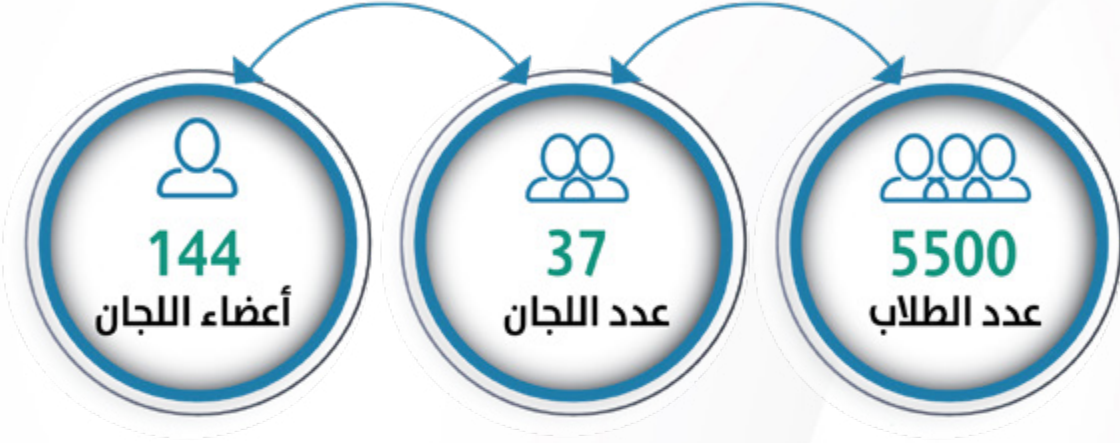 5500
عدد الطلاب
37
عدد اللجان
144
أعضاء اللجان